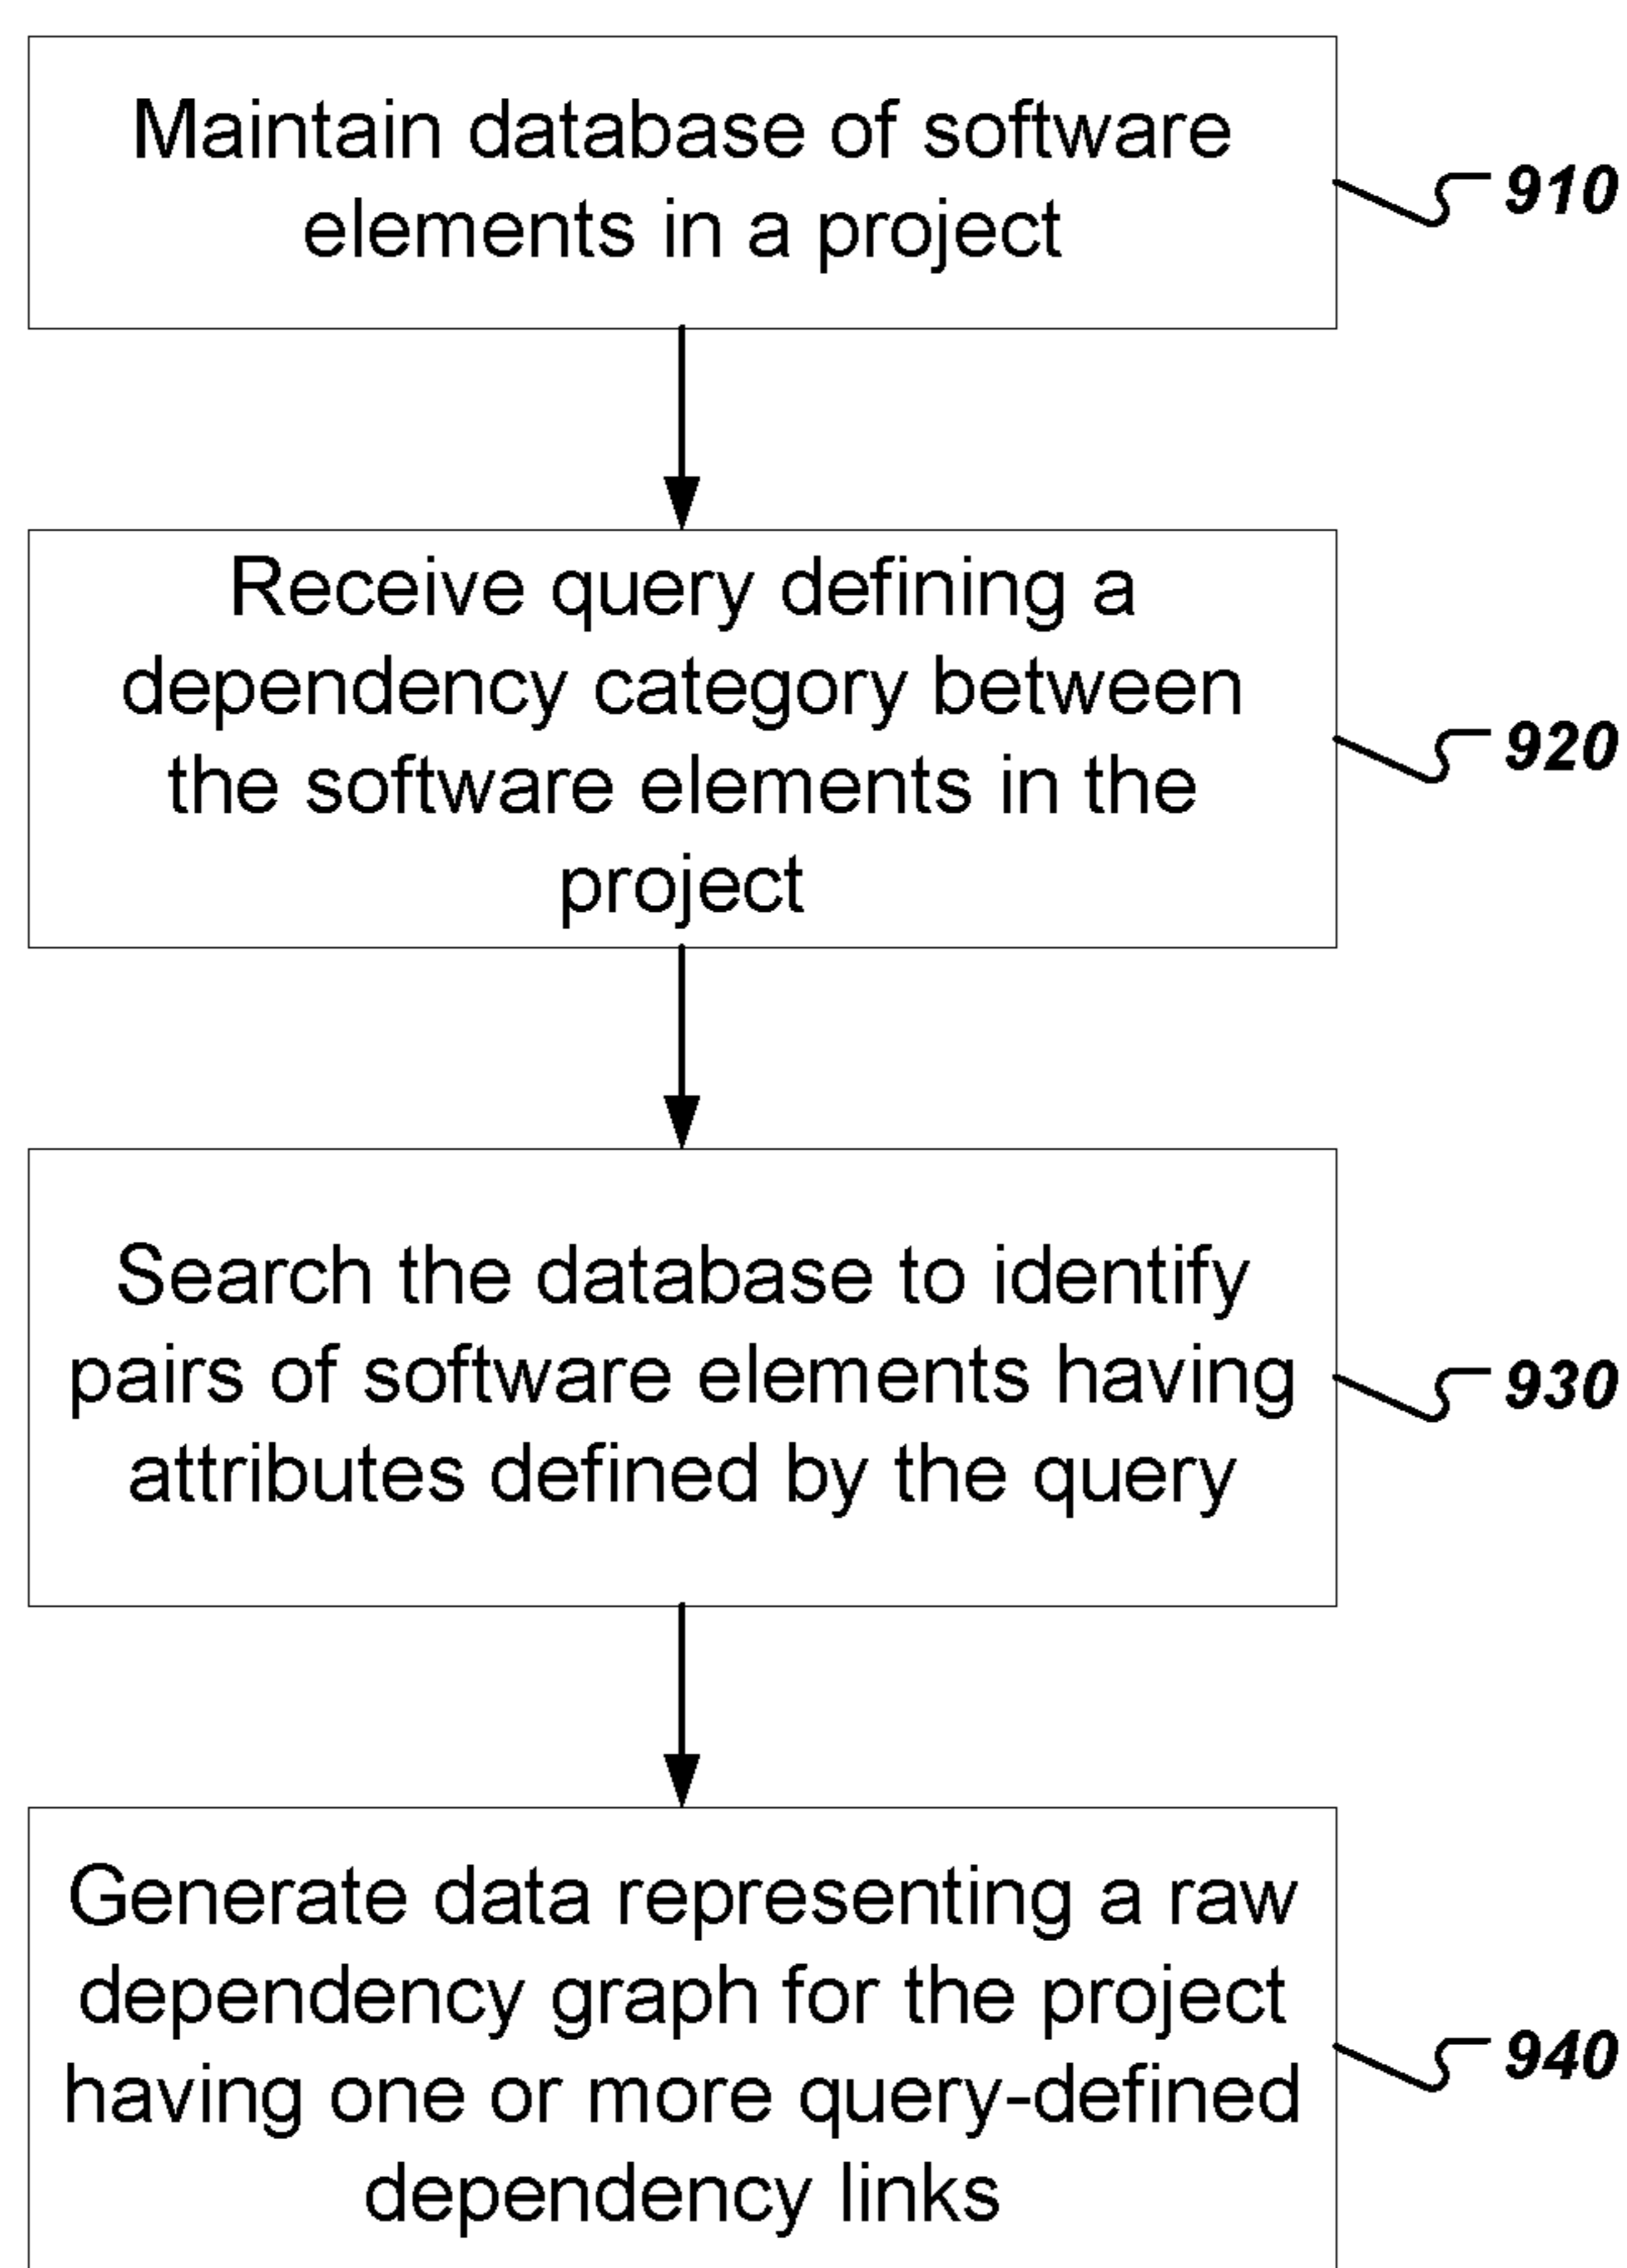 Maintain database of software
elements in a project
910
Receive query defining a
dependency category between
the software elements in the
project
920
Search the database to identify
pairs of software elements having
attributes defined by the query
930
Generate data representing a raw
dependency graph for the project
having one or more query-defined
dependency links
940